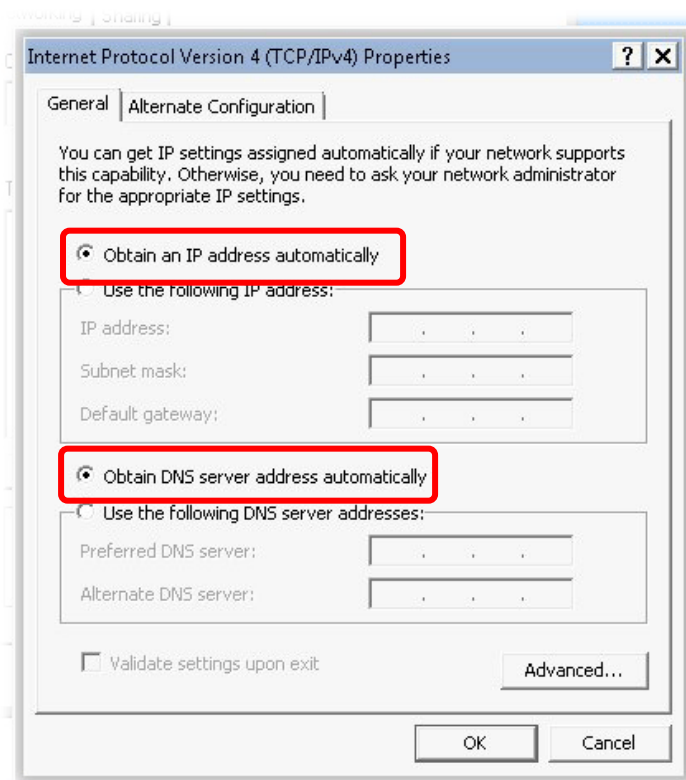 Sharing
Internet Protocol Version 4 (TCP/IPv4) Properties
General
Alternate Configuration
You can get IP settings assigned automatically if your network supports
this capability. Otherwise, you need to ask your network administrator
for the appropriate IP settings.
Obtain an IP address automatically
Use the following IP address:
IP address:
Subnet mask:
Default gateway:
Obtain DNS server address automatically
Use the following DNS server addresses:
Preferred DNS server:
Alternate DNS server:
Validate settings upon exit
Advanced...
OK
Cancel